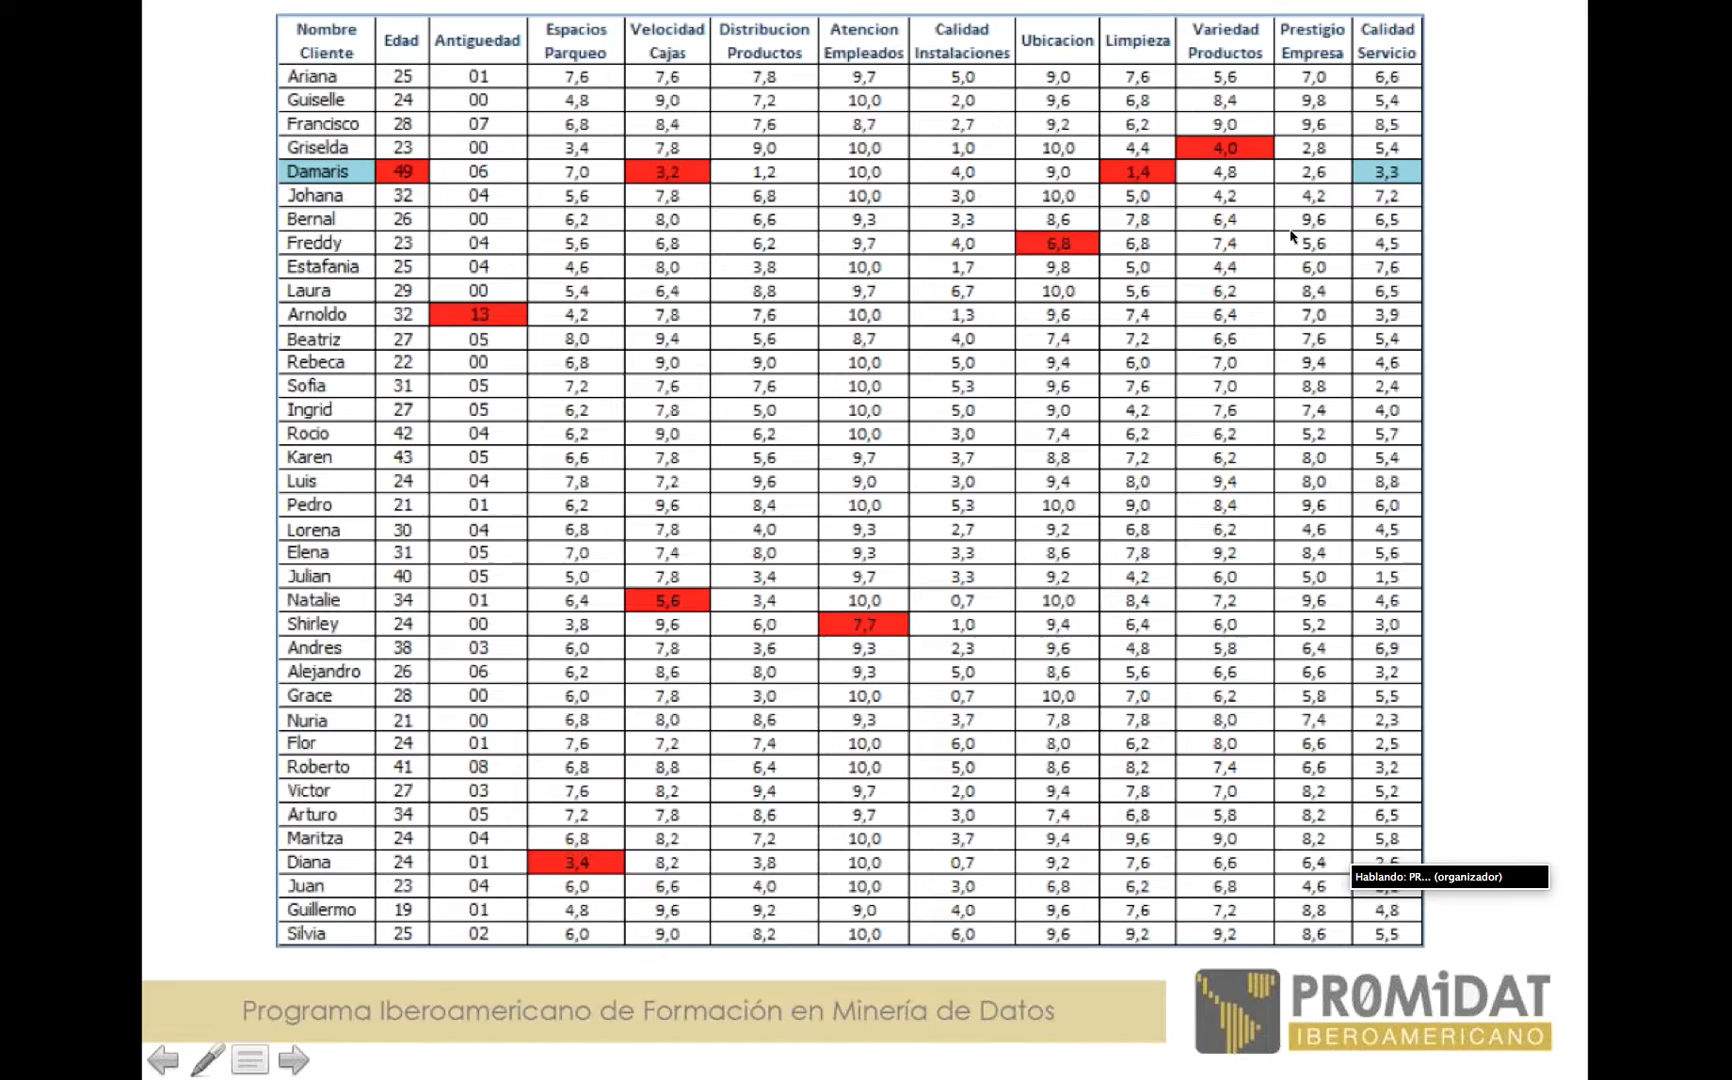 Nombre Cliente Edad Antiguedad Espacios Parqueo Velocidad Cajas Distribucion Productos Atencion Empleados Calidad Instalaciones Ubicacion Limpieza Variedad Productos Prestigio Empresa Calidad Servicio
Ariana 25 01 7,6 7,6 7,8 9,7 5,0 9,0 7,6 5,6 7,0 6,6
Guiselle 24 00 4,8 9,0 7,2 10,0 2,0 9,6 6,8 8,4 9,8 5,4
Francisco 28 07 6,8 8,4 7,6 8,7 2,7 9,2 6,2 9,0 9,6 8,5
Griselda 23 00 3,4 7,8 9,0 10,0 1,0 10,0 4,4 4,0 2,8 5,4
Damaris 49 06 7,0 3,2 1,2 10,0 4,0 9,0 1,4 4,8 2,6 3,3
Johana 32 04 5,6 7,8 6,8 10,0 3,0 10,0 5,0 4,2 4,2 7,2
Bernal 26 00 6,2 8,0 6,6 9,3 3,3 8,6 7,8 6,4 9,6 6,5
Freddy 23 04 5,6 6,8 6,2 9,7 4,0 6,8 6,8 7,4 5,6 4,5
Estafania 25 04 4,6 8,0 3,8 10,0 1,7 9,8 5,0 4,4 6,0 7,6
Laura 29 00 5,4 6,4 8,8 9,7 6,7 10,0 5,6 6,2 8,4 6,5
Arnoldo 32 13 4,2 7,8 7,6 10,0 1,3 9,6 7,4 6,4 7,0 3,9
Beatriz 27 05 8,0 9,4 5,6 8,7 4,0 7,4 7,2 6,6 7,6 5,4
Rebeca 22 00 6,8 9,0 9,0 10,0 5,0 9,4 6,0 7,0 9,4 4,6
Sofia 31 05 7,2 7,6 7,6 10,0 5,3 9,6 7,6 7,0 8,8 2,4
Ingrid 27 05 6,2 7,8 5,0 10,0 5,0 9,0 4,2 7,6 7,4 4,0
Rocio 42 04 6,2 9,0 6,2 10,0 3,0 7,4 6,2 6,2 5,2 5,7
Karen 43 05 6,6 7,8 5,6 9,7 3,7 8,8 7,2 6,2 8,0 5,4
Luis 24 04 7,8 7,2 9,6 9,0 3,0 9,4 8,0 9,4 8,0 8,8
Pedro 21 01 6,2 9,6 8,4 10,0 5,3 10,0 9,0 8,4 9,6 6,0
Lorena 30 04 6,8 7,8 4,0 9,3 2,7 9,2 6,8 6,2 4,6 4,5
Elena 31 05 7,0 7,4 8,0 9,3 3,3 8,6 7,8 9,2 8,4 5,6
Julian 40 05 5,0 7,8 3,4 9,7 3,3 9,2 4,2 6,0 5,0 1,5
Natalie 34 01 6,4 5,6 3,4 10,0 0,7 10,0 8,4 7,2 9,6 4,6
Shirley 24 00 3,8 9,6 6,0 7,7 1,0 9,4 6,4 6,0 5,2 3,0
Andres 38 03 6,0 7,8 3,6 9,3 2,3 9,6 4,8 5,8 6,4 6,9
Alejandro 26 06 6,2 8,6 8,0 9,3 5,0 8,6 5,6 6,6 6,6 3,2
Grace 28 00 6,0 7,8 3,0 10,0 0,7 10,0 7,0 6,2 5,8 5,5
Nuria 21 00 6,8 8,0 8,6 9,3 3,7 7,8 7,8 8,0 7,4 2,3
Flor 24 01 7,6 7,2 7,4 10,0 6,0 8,0 6,2 8,0 6,6 2,5
Roberto 41 08 6,8 8,8 6,4 10,0 5,0 8,6 8,2 7,4 6,6 3,2
Victor 27 03 7,6 8,2 9,4 9,7 2,0 9,4 7,8 7,0 8,2 5,2
Arturo 34 05 7,2 7,8 8,6 9,7 3,0 7,4 6,8 5,8 8,2 6,5
Maritza 24 04 6,8 8,2 7,2 10,0 3,7 9,4 9,6 9,0 8,2 5,8
Diana 24 01 3,4 8,2 3,8 10,0 0,7 9,2 7,6 6,6 6,4
Hablando: PR... (organizador)
Juan 23 04 6,0 6,6 4,0 10,0 3,0 6,8 6,2 6,8 4,6
Guillermo 19 01 4,8 9,6 9,2 9,0 4,0 9,6 7,6 7,2 8,8 4,8
Silvia 25 02 6,0 9,0 8,2 10,0 6,0 9,6 9,2 9,2 8,6 5,5
Programa Iberoamericano de Formación en Minería de Datos
PR0MiDAT
IBEROAMERICANO